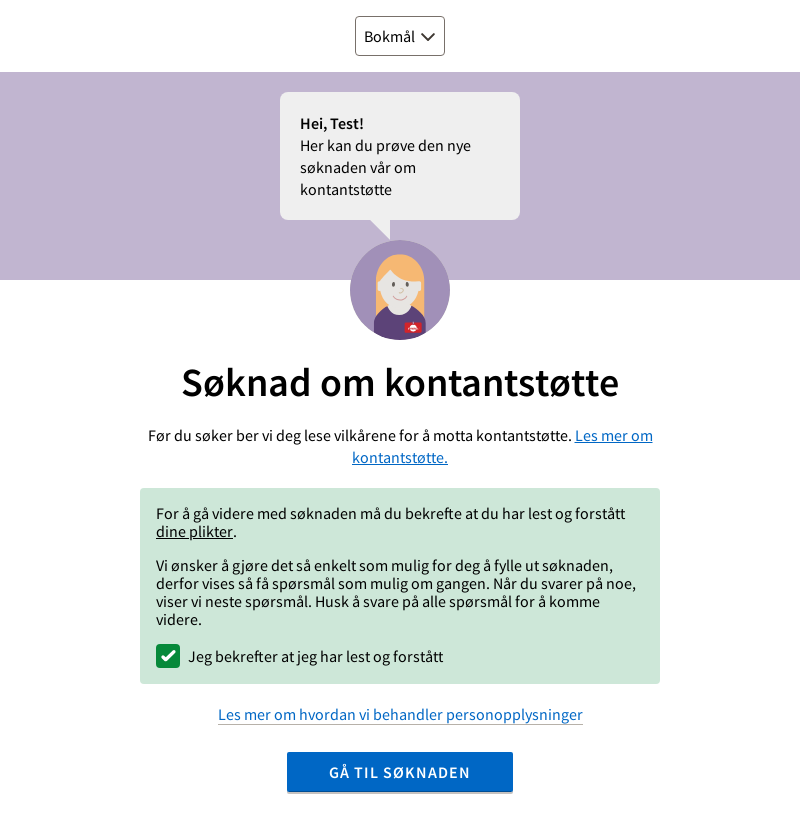 Bokmål
Hei, Test!
Her kan du prøve den nye
søknaden vår om
kontantstøtte
Søknad om kontantstøtte
Før du søker ber vi deg lese vilkårene for å motta kontantstøtte. Les mer om
kontantstøtte.
For å gå videre med søknaden må du bekrefte at du har lest og forstått
dine plikter.
Vi ønsker å gjøre det så enkelt som mulig for deg å fylle ut søknaden,
derfor vises så få spørsmål som mulig om gangen. Når du svarer på noe,
viser vi neste spørsmål. Husk å svare på alle spørsmål for å komme
videre.
Jeg bekrefter at jeg har lest og forstått
Les mer om hvordan vi behandler personopplysninger
GÅ TIL SØKNADEN